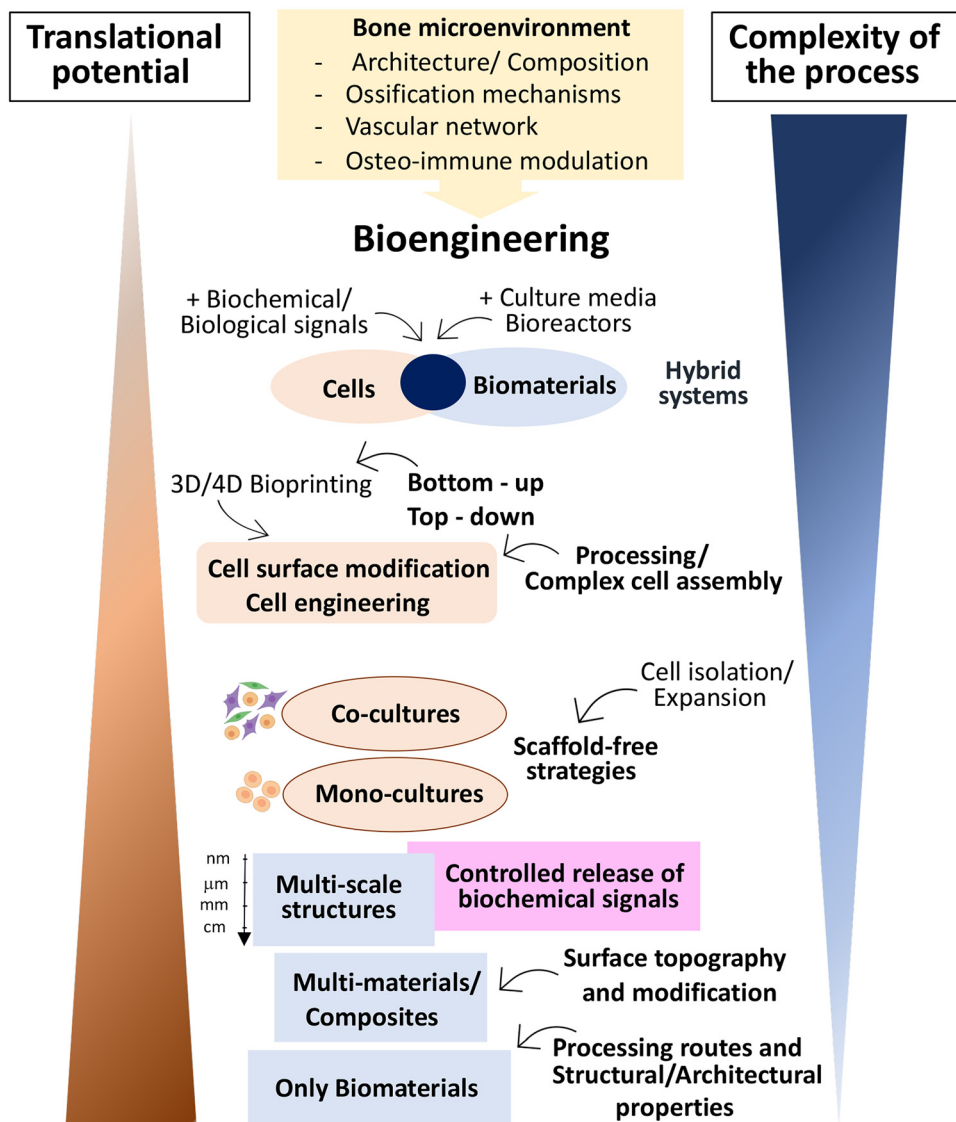 Translational
potential
Bone microenvironment
- Architecture/ Composition
- Ossification mechanisms
- Vascular network
- Osteo-immune modulation
Complexity of
the process
Bioengineering
+ Biochemical/
Biological signals
+ Culture media
Bioreactors
Cells
Biomaterials
Hybrid
systems
3D/4D Bioprinting
Bottom - up
Top - down
Processing/
Complex cell assembly
Cell surface modification
Cell engineering
Cell isolation/
Expansion
Co-cultures
Scaffold-free
strategies
Mono-cultures
nm
μm
mm
cm
Multi-scale
structures
Controlled release of
biochemical signals
Multi-materials/
Composites
Surface topography
and modification
Only Biomaterials
Processing routes and
Structural/Architectural
properties